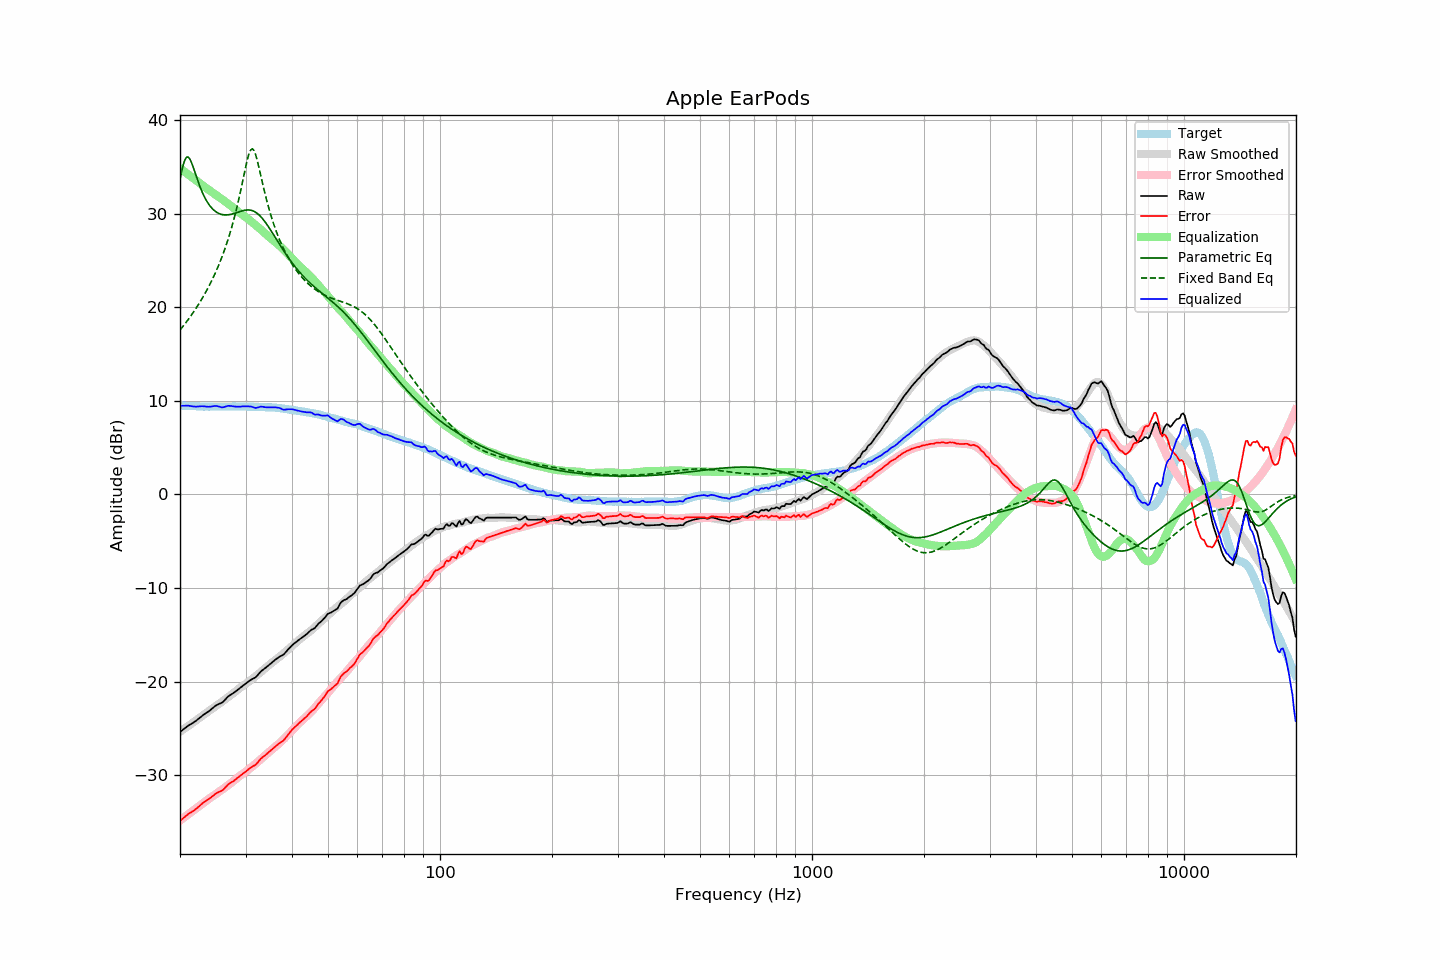 Apple EarPods
Amplitude (dBr)
40
30
20
10
0
−10
−20
−30
100
1000
10000
Frequency (Hz)
Target
Raw Smoothed
Error Smoothed
Raw
Error
Equalization
Parametric Eq
Fixed Band Eq
Equalized